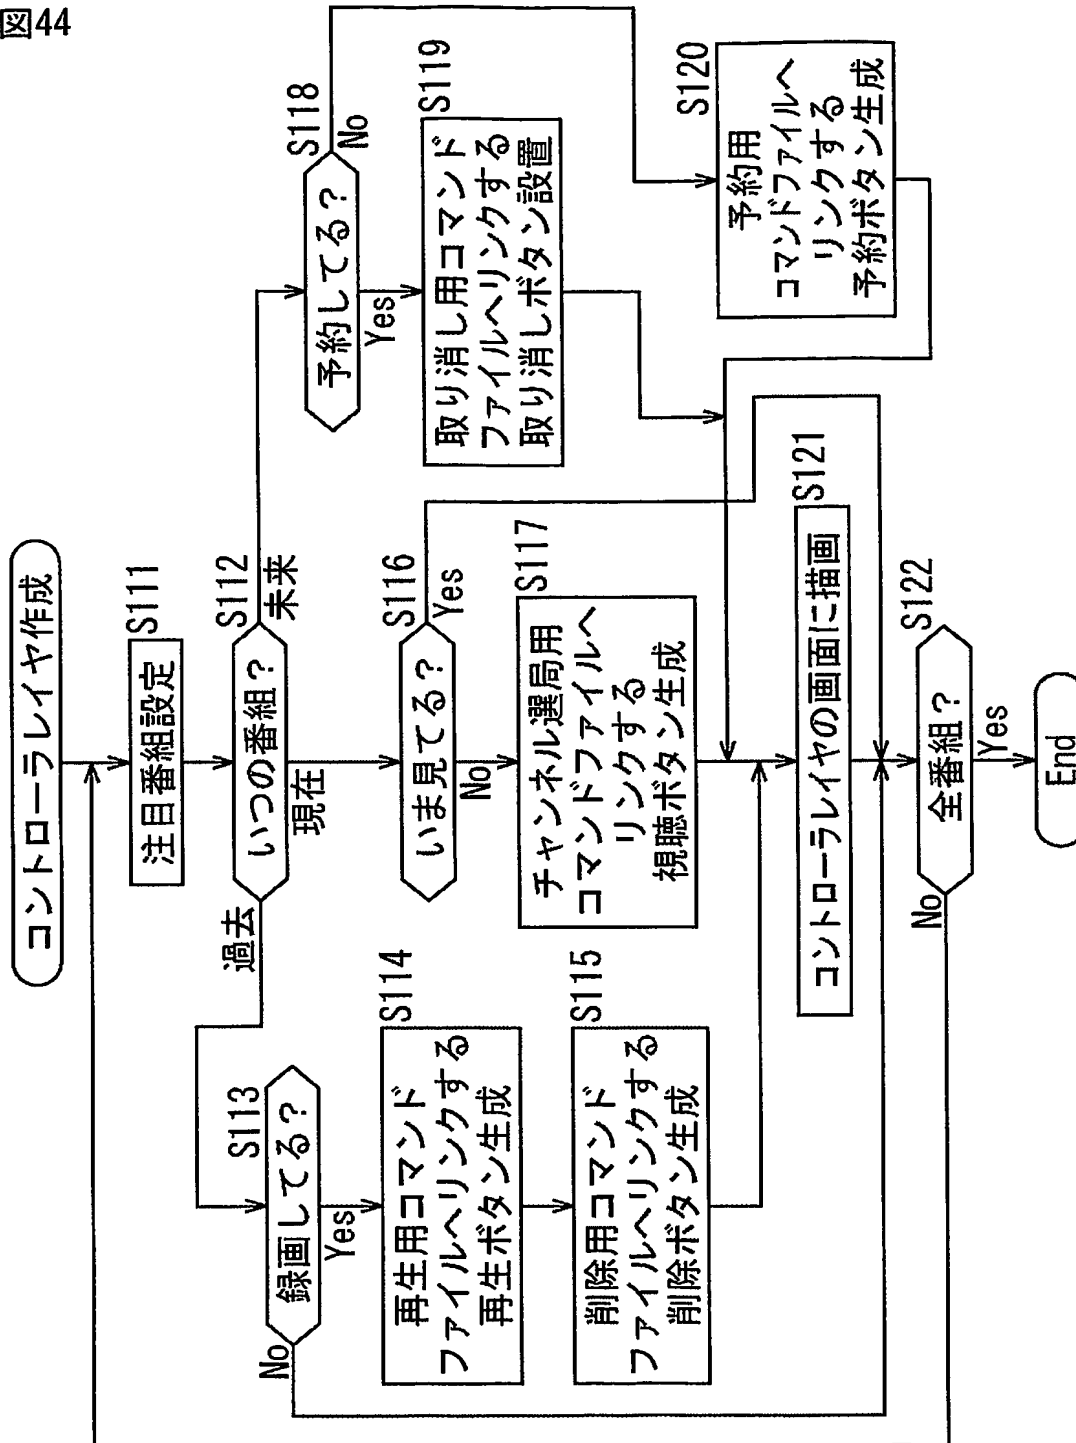 図44
コントローラレイヤ作成
S111
注目番組設定
S112
いつの番組?
過去
現在
未来
S113
録画してる?
No
Yes
S114
再生用コマンド
ファイルへリンクする
再生ボタン生成
S115
削除用コマンド
ファイルへリンクする
削除ボタン生成
S116
いま見てる?
Yes
No
S117
チャンネル選局用
コマンドファイルへ
リンクする
視聴ボタン生成
S118
予約してる?
No
Yes
S119
取り消し用コマンド
ファイルへリンクする
取り消しボタン設置
S120
予約用
コマンドファイルへ
リンクする
予約ボタン生成
S121
コントローラレイヤの画面に描画
S122
全番組?
No
Yes
End